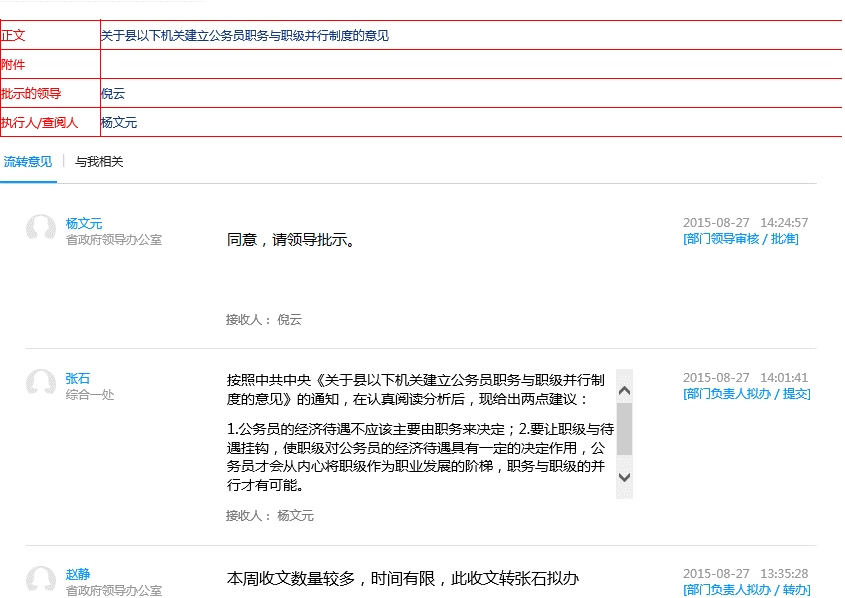 正文 关于县以下机关建立公务员职务与职级并行制度的意见
附件
批示的领导 倪云
执行人/查阅人 杨文元
流转意见 与我相关
杨文元 2015-08-27 14:24:57
省政府领导办公室 同意，请领导批示。 [部门领导审核 / 批准]
接收人： 倪云
张石 按照中共中央《关于县以下机关建立公务员职务与职级并行制 2015-08-27 14:01:41
综合一处 度的意见》的通知，在认真阅读分析后，现给出两点建议： [部门负责人拟办 / 提交]
1.公务员的经济待遇不应该主要由职务来决定；2.要让职级与待
遇挂钩，使职级对公务员的经济待遇具有一定的决定作用，公
务员才会从内心将职级作为职业发展的阶梯，职务与职级的并
行才有可能。
接收人： 杨文元
赵静 本周收文数量较多，时间有限，此收文转张石拟办 2015-08-27 13:35:28
省政府领导办公室 [部门负责人拟办 / 转办]